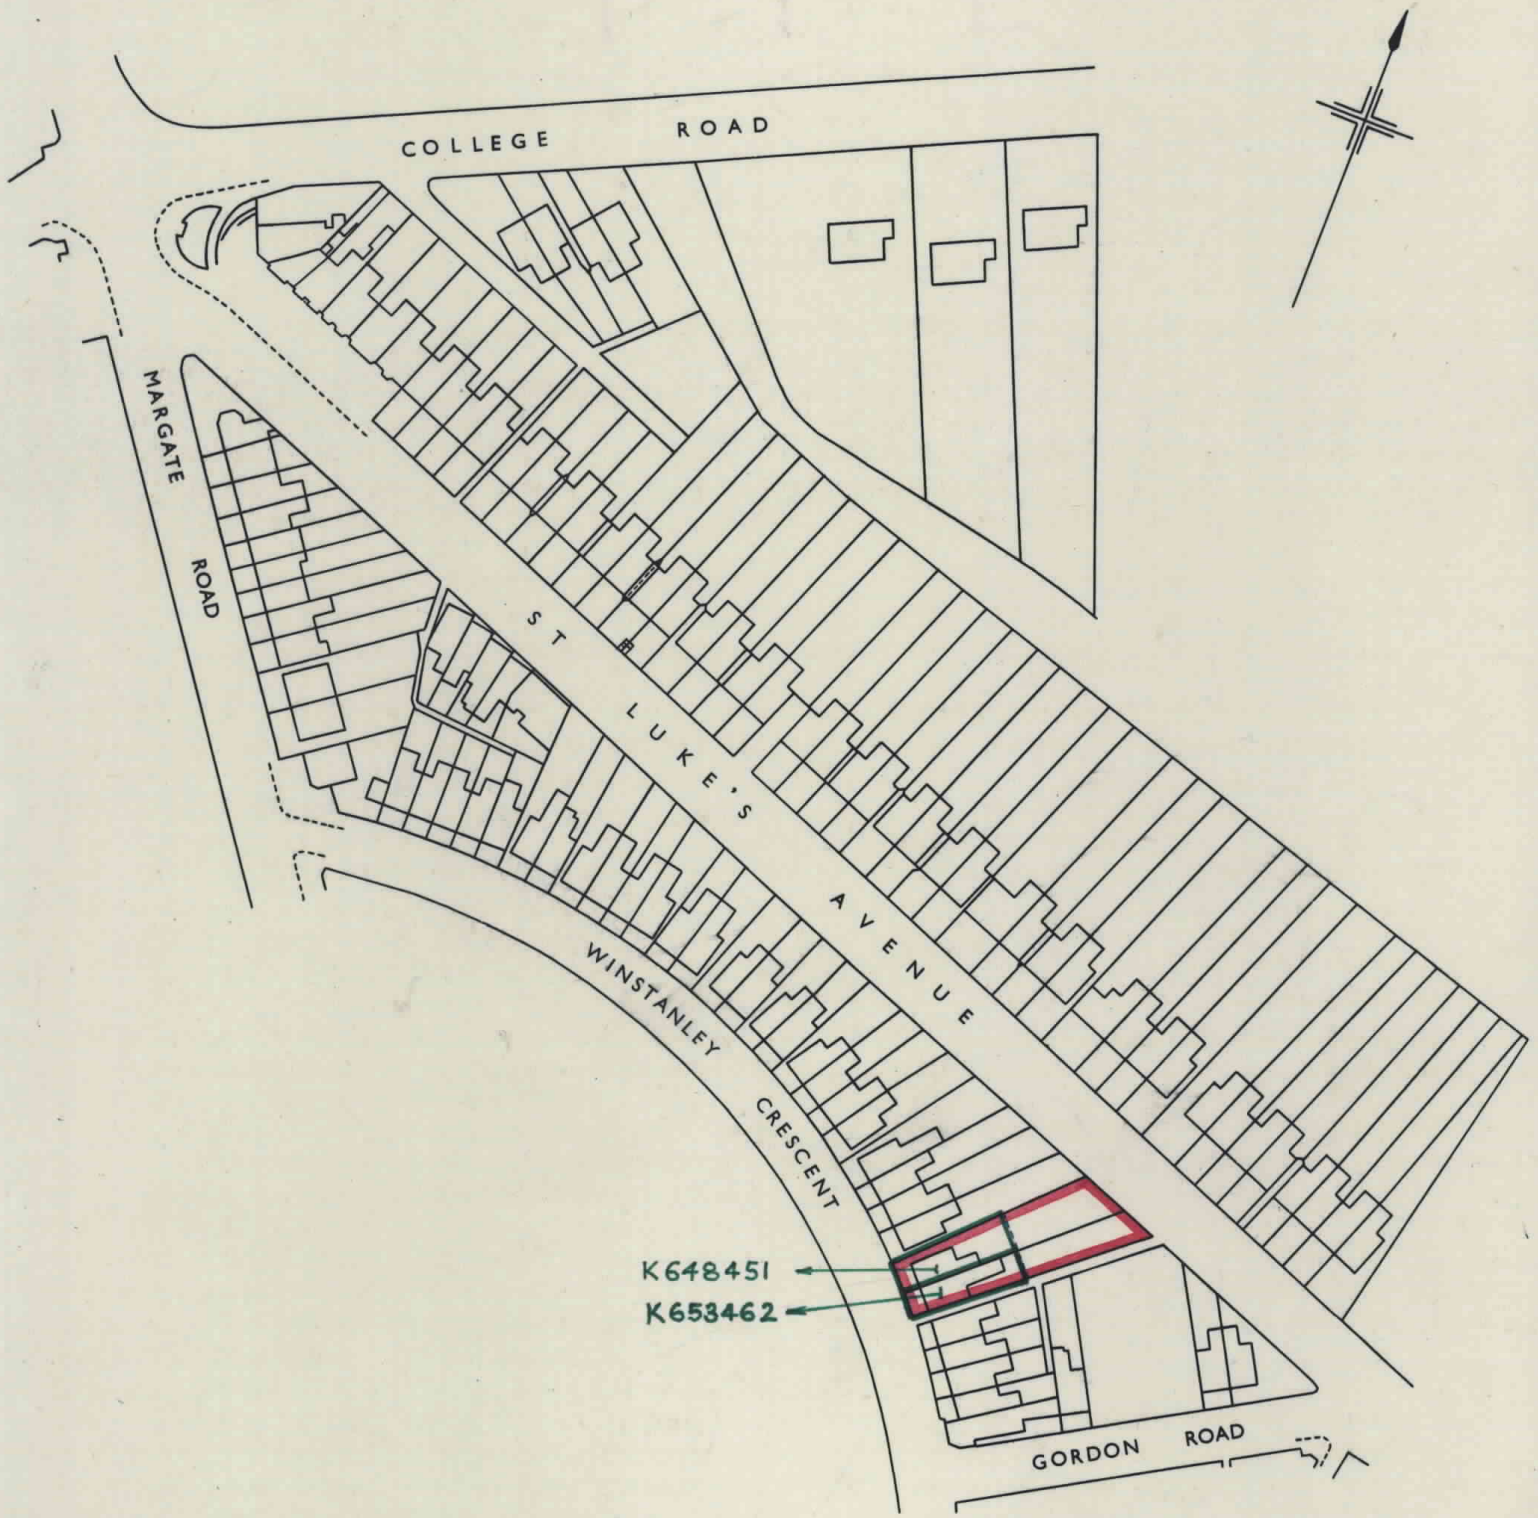 COLLEGE ROAD
MARGATE ROAD
ST LUKE'S AVENUE
WINSTANLEY CRESCENT
K648451
K653462
GORDON ROAD